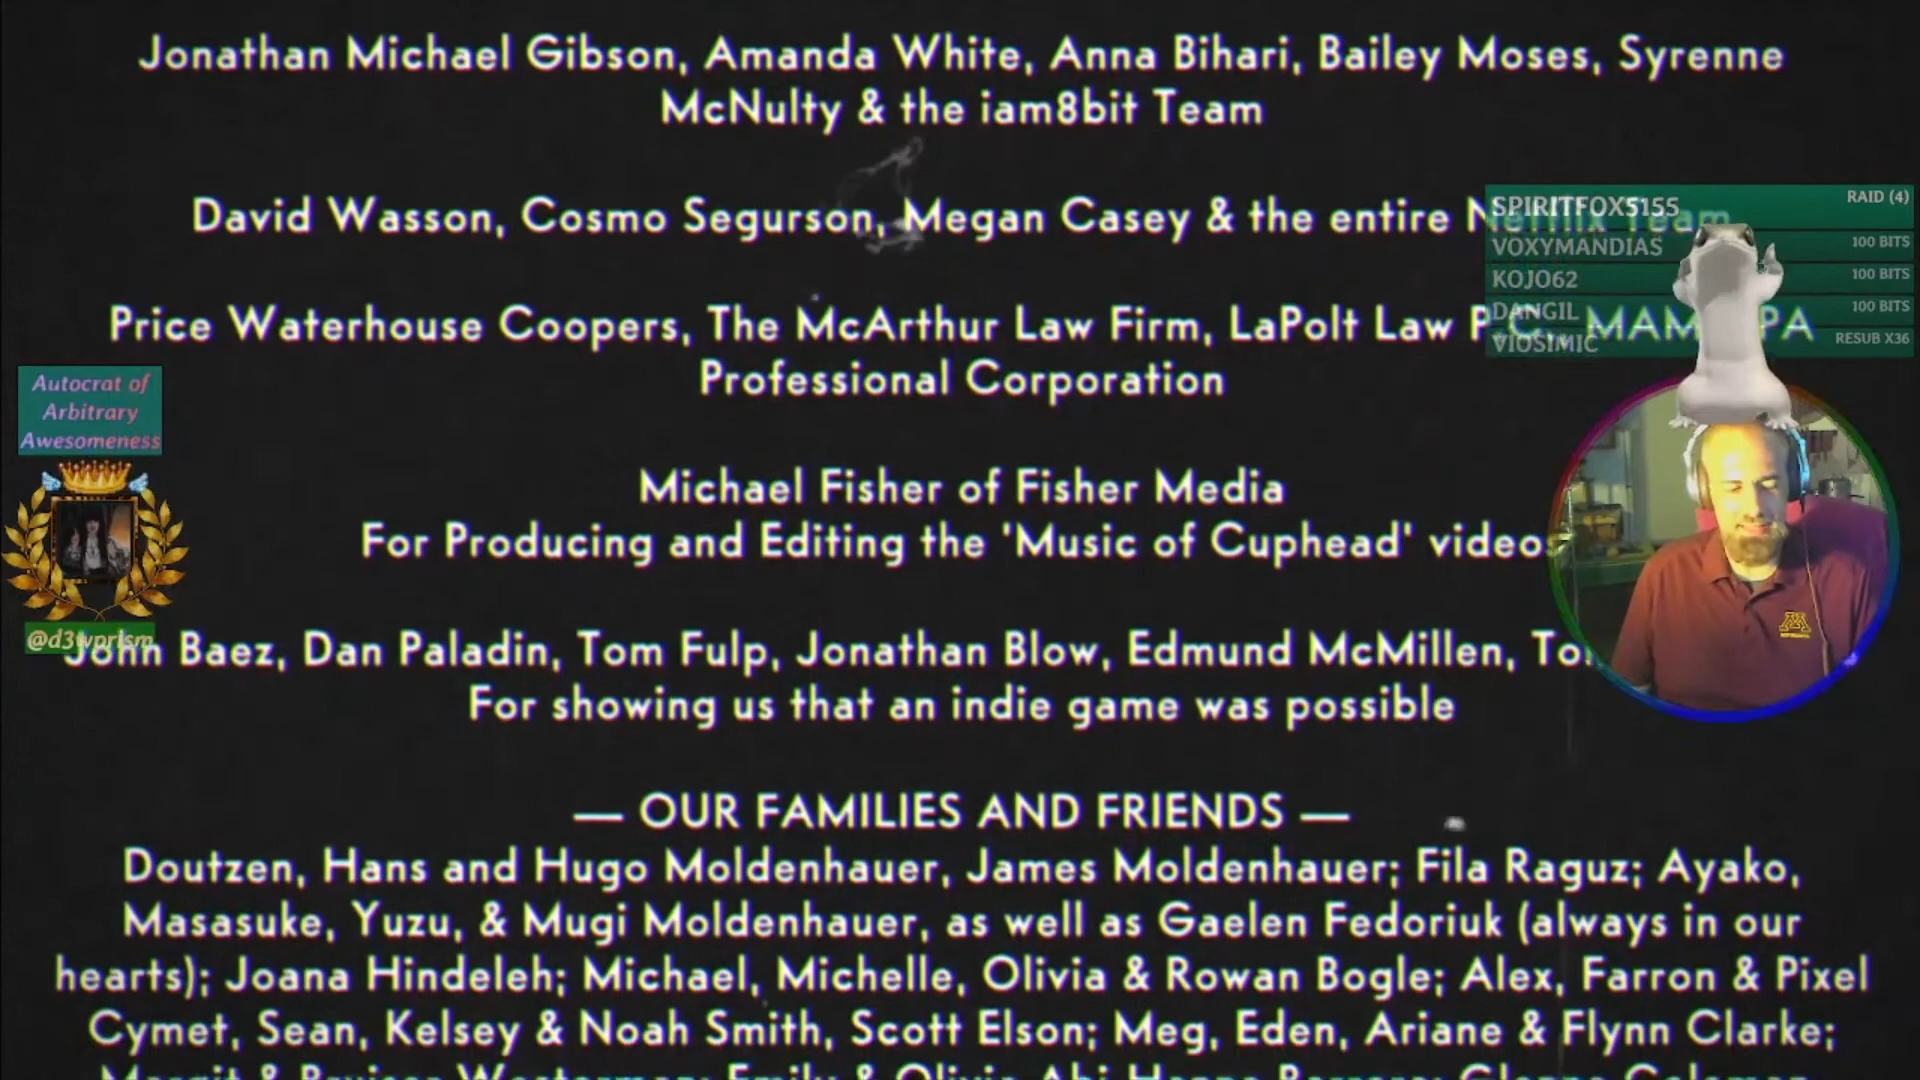 Jonathan Michael Gibson, Amanda White, Anna Bihari, Bailey Moses, Syrenne
McNulty & the iam8bit Team
David Wasson, Cosmo Segurson, Megan Casey & the entire Netflix Team
SPIRITFOX5155 RAID (4)
VOXYMANDIAS 100 BITS
KOJO62 100 BITS
DANGIL 100 BITS
VIOSIMIC RESUB X36
Price Waterhouse Coopers, The McArthur Law Firm, LaPolt Law P.C.,
Professional Corporation
Autocrat of
Arbitrary
Awesomeness
@d3wprism
Michael Fisher of Fisher Media
For Producing and Editing the 'Music of Cuphead' videos
John Baez, Dan Paladin, Tom Fulp, Jonathan Blow, Edmund McMillen,
For showing us that an indie game was possible
— OUR FAMILIES AND FRIENDS —
Doutzen, Hans and Hugo Moldenhauer, James Moldenhauer; Fila Raguz; Ayako,
Masasuke, Yuzu, & Mugi Moldenhauer, as well as Gaelen Fedoriuk (always in our
hearts); Joana Hindeleh; Michael, Michelle, Olivia & Rowan Bogle; Alex, Farron & Pixel
Cymet, Sean, Kelsey & Noah Smith, Scott Elson; Meg, Eden, Ariane & Flynn Clarke;